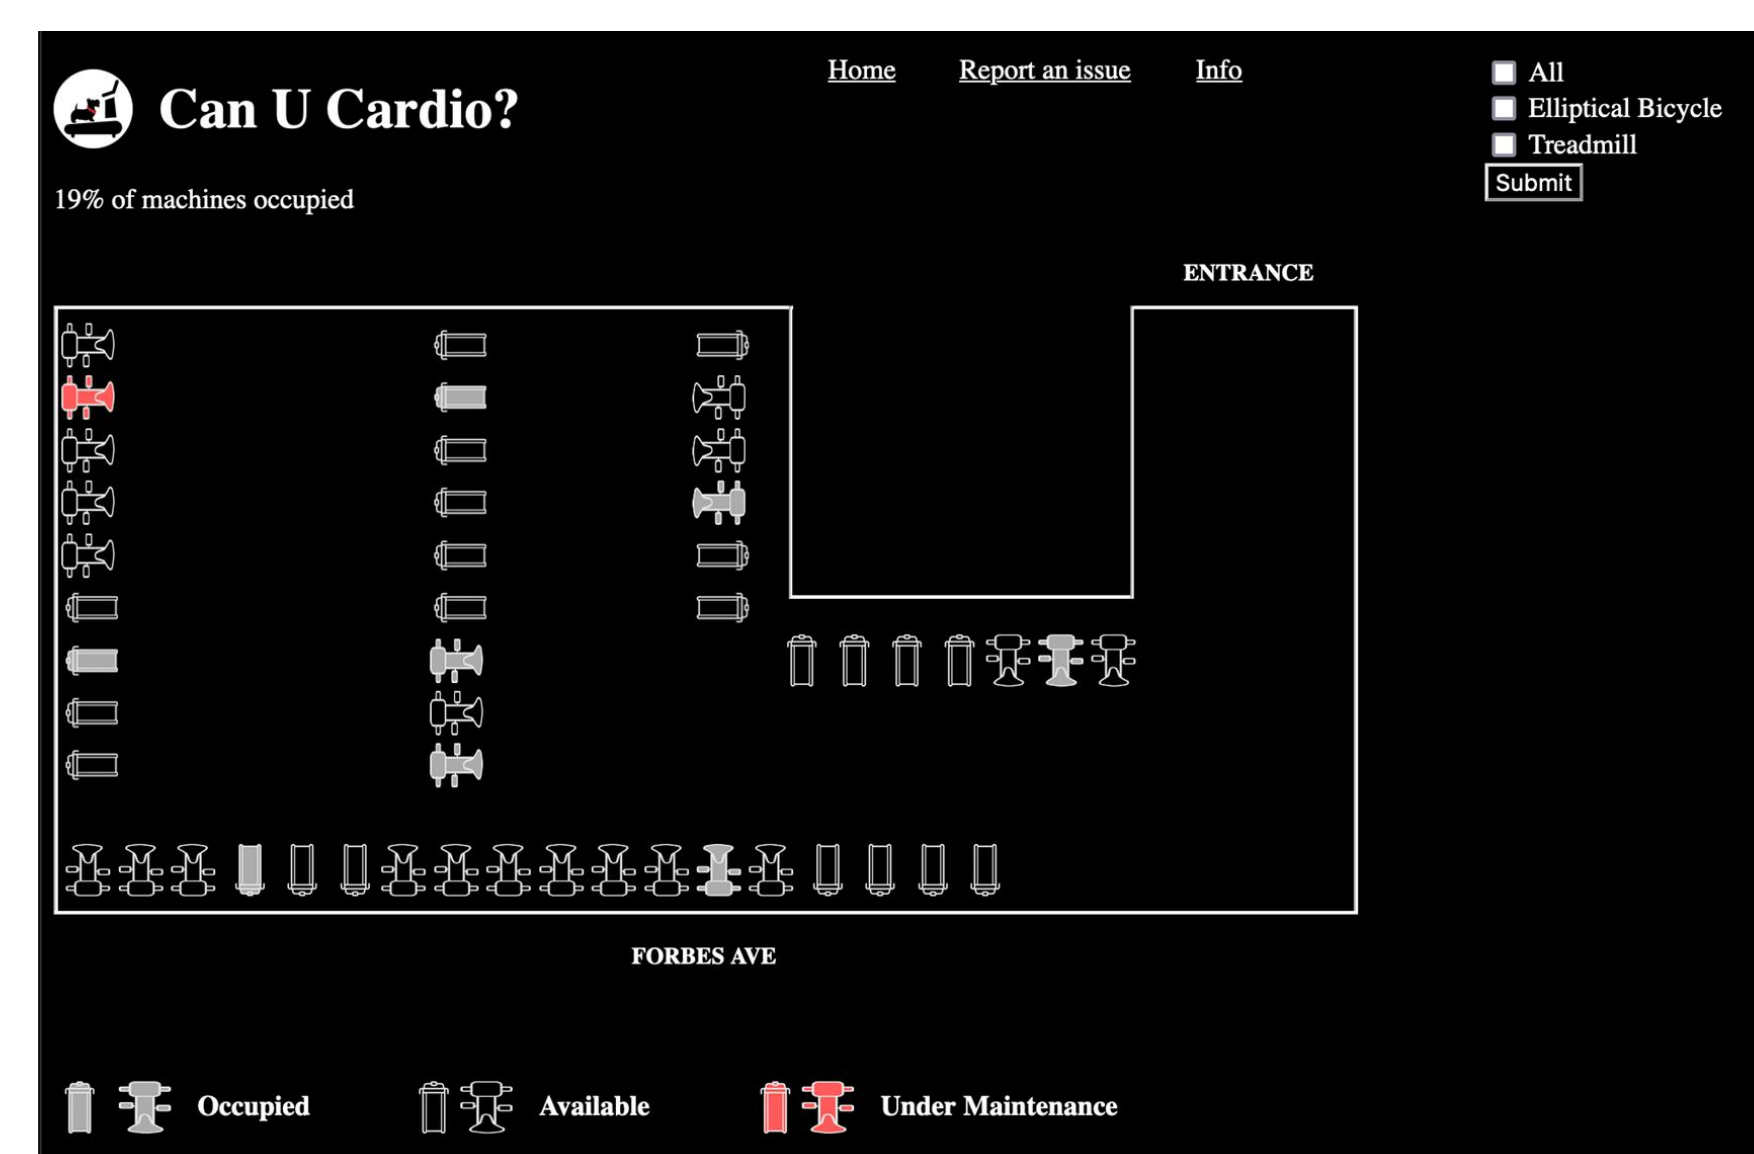 Home Report an issue Info
All
Can U Cardio?
Elliptical Bicycle
Treadmill
Submit
19% of machines occupied
ENTRANCE
FORBES AVE
Occupied Available Under Maintenance